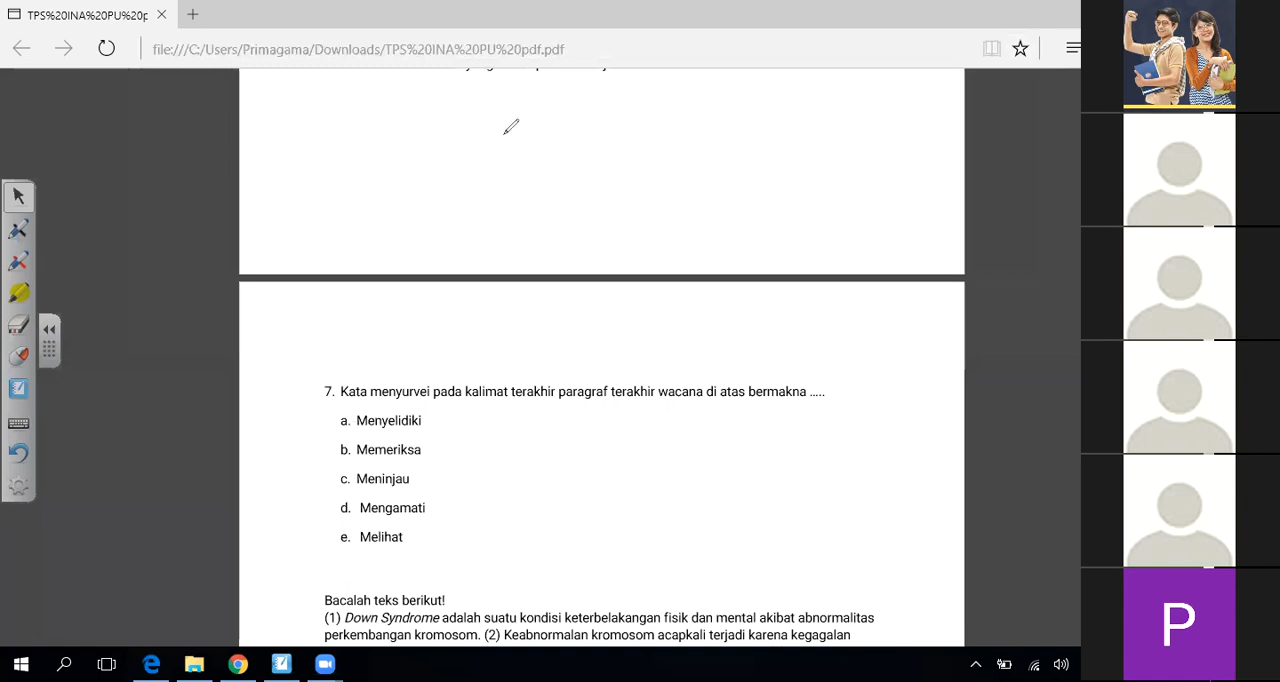 TPS%20INA%20PU%20p
file:///C:/Users/Primagama/Downloads/TPS%20INA%20PU%20pdf.pdf
7. Kata menyurvei pada kalimat terakhir paragraf terakhir wacana di atas bermakna .....
a. Menyelidiki
b. Memeriksa
c. Meninjau
d. Mengamati
e. Melihat
Bacalah teks berikut!
(1) Down Syndrome adalah suatu kondisi keterbelakangan fisik dan mental akibat abnormalitas
perkembangan kromosom. (2) Keabnormalan kromosom acapkali terjadi karena kegagalan
P